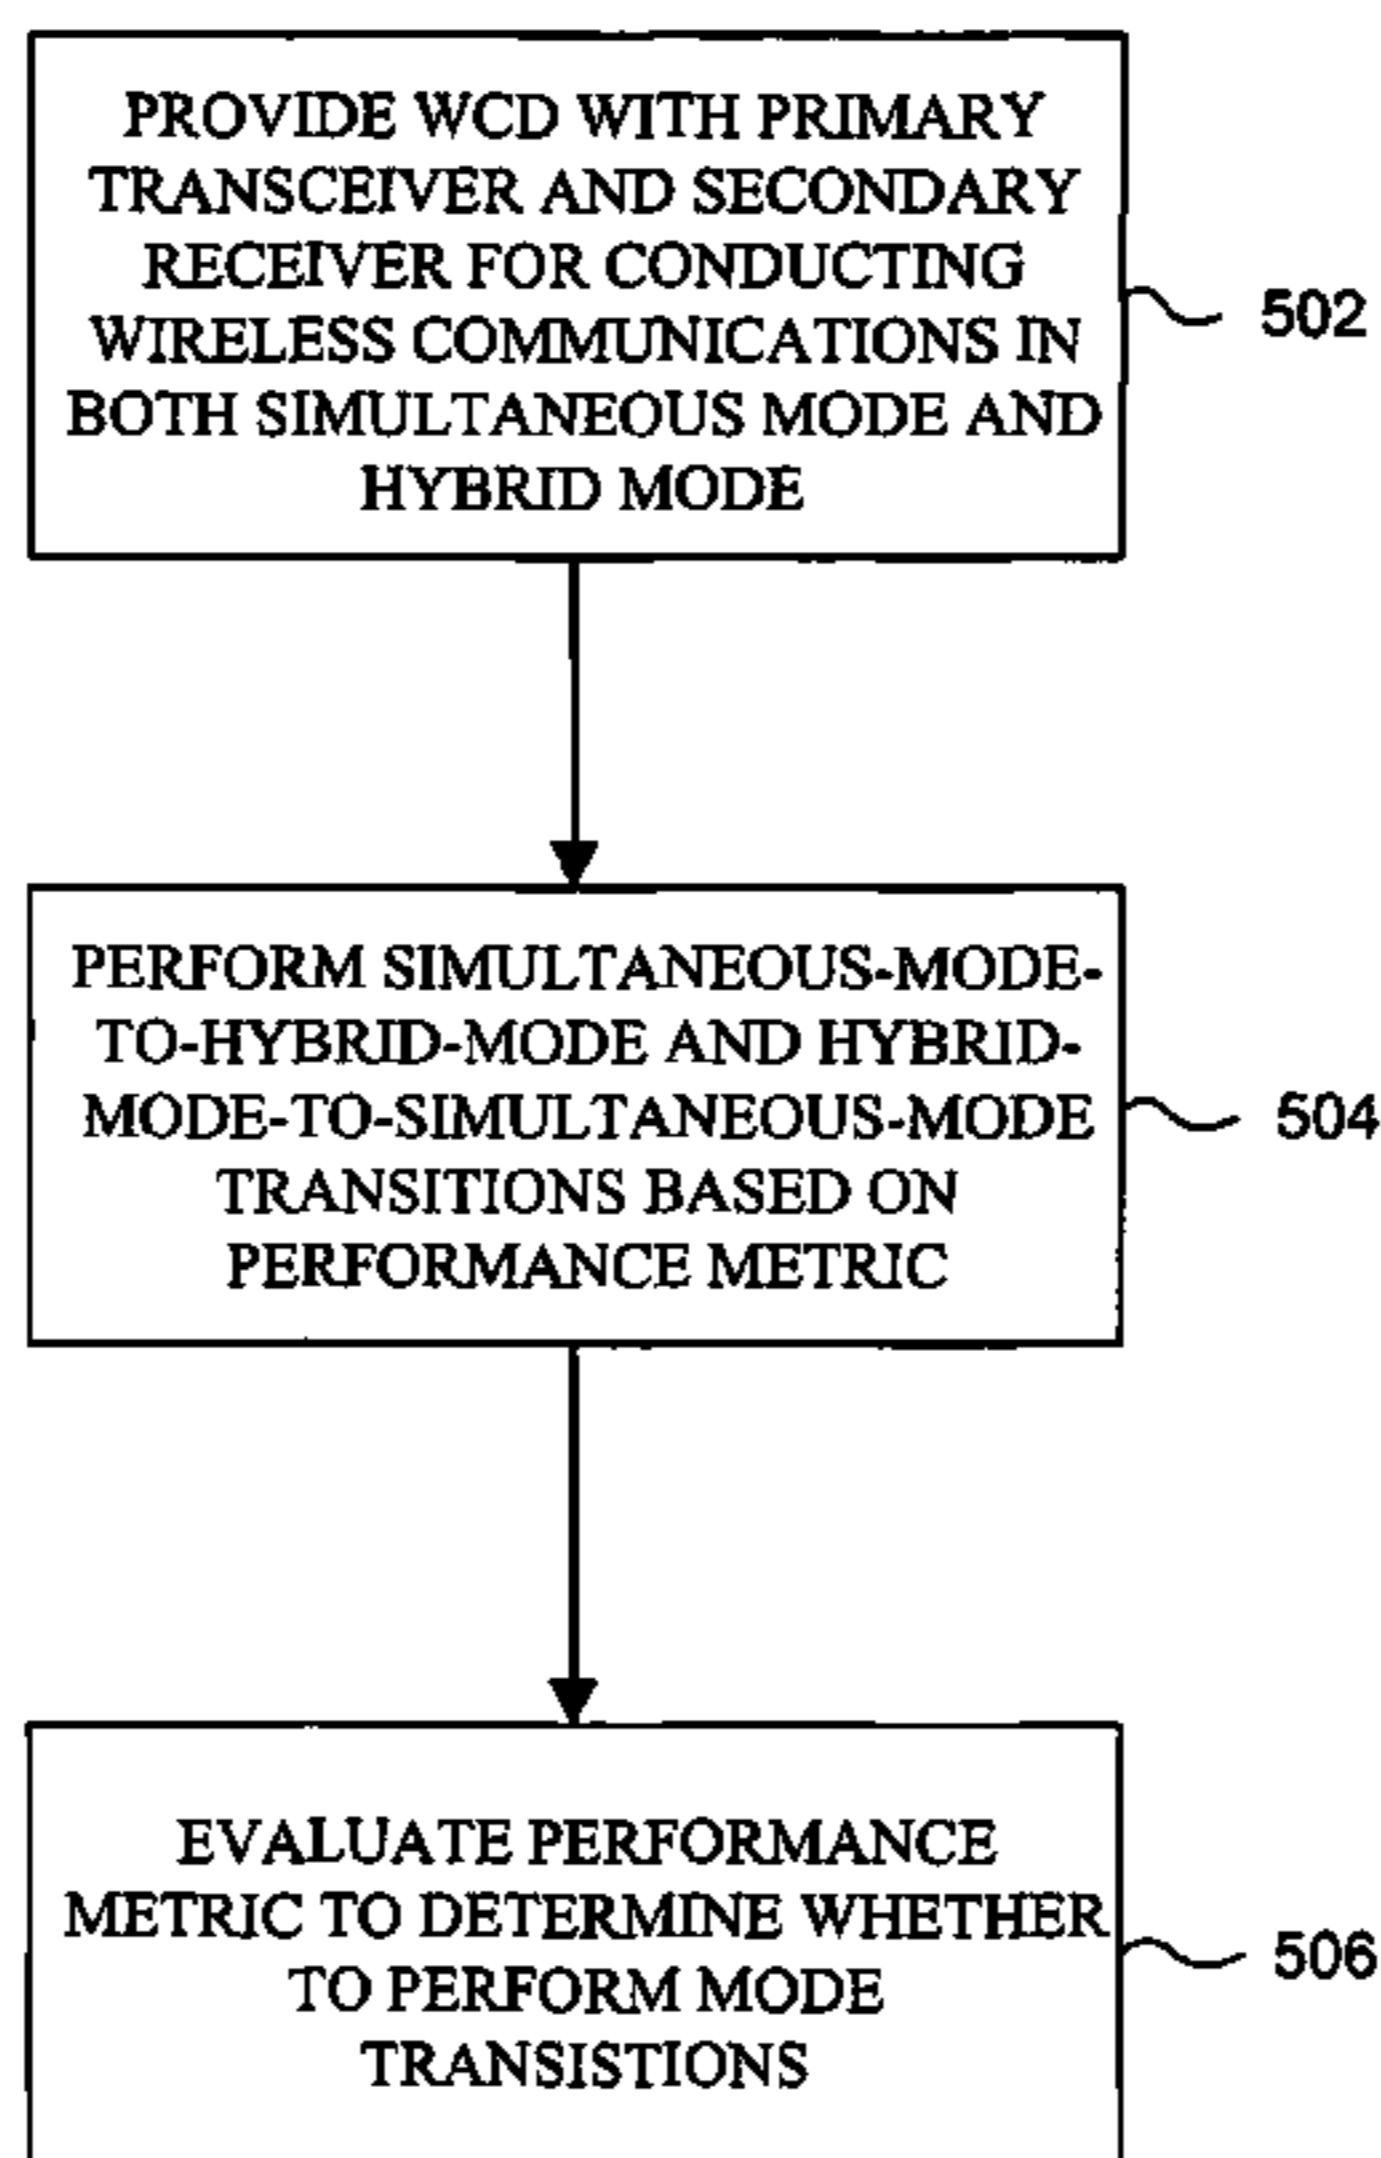 PROVIDE WCD WITH PRIMARY
TRANSCEIVER AND SECONDARY
RECEIVER FOR CONDUCTING
WIRELESS COMMUNICATIONS IN
BOTH SIMULTANEOUS MODE AND
HYBRID MODE
502
PERFORM SIMULTANEOUS-MODE-
TO-HYBRID-MODE AND HYBRID-
MODE-TO-SIMULTANEOUS-MODE
TRANSITIONS BASED ON
PERFORMANCE METRIC
504
EVALUATE PERFORMANCE
METRIC TO DETERMINE WHETHER
TO PERFORM MODE
TRANSISTIONS
506